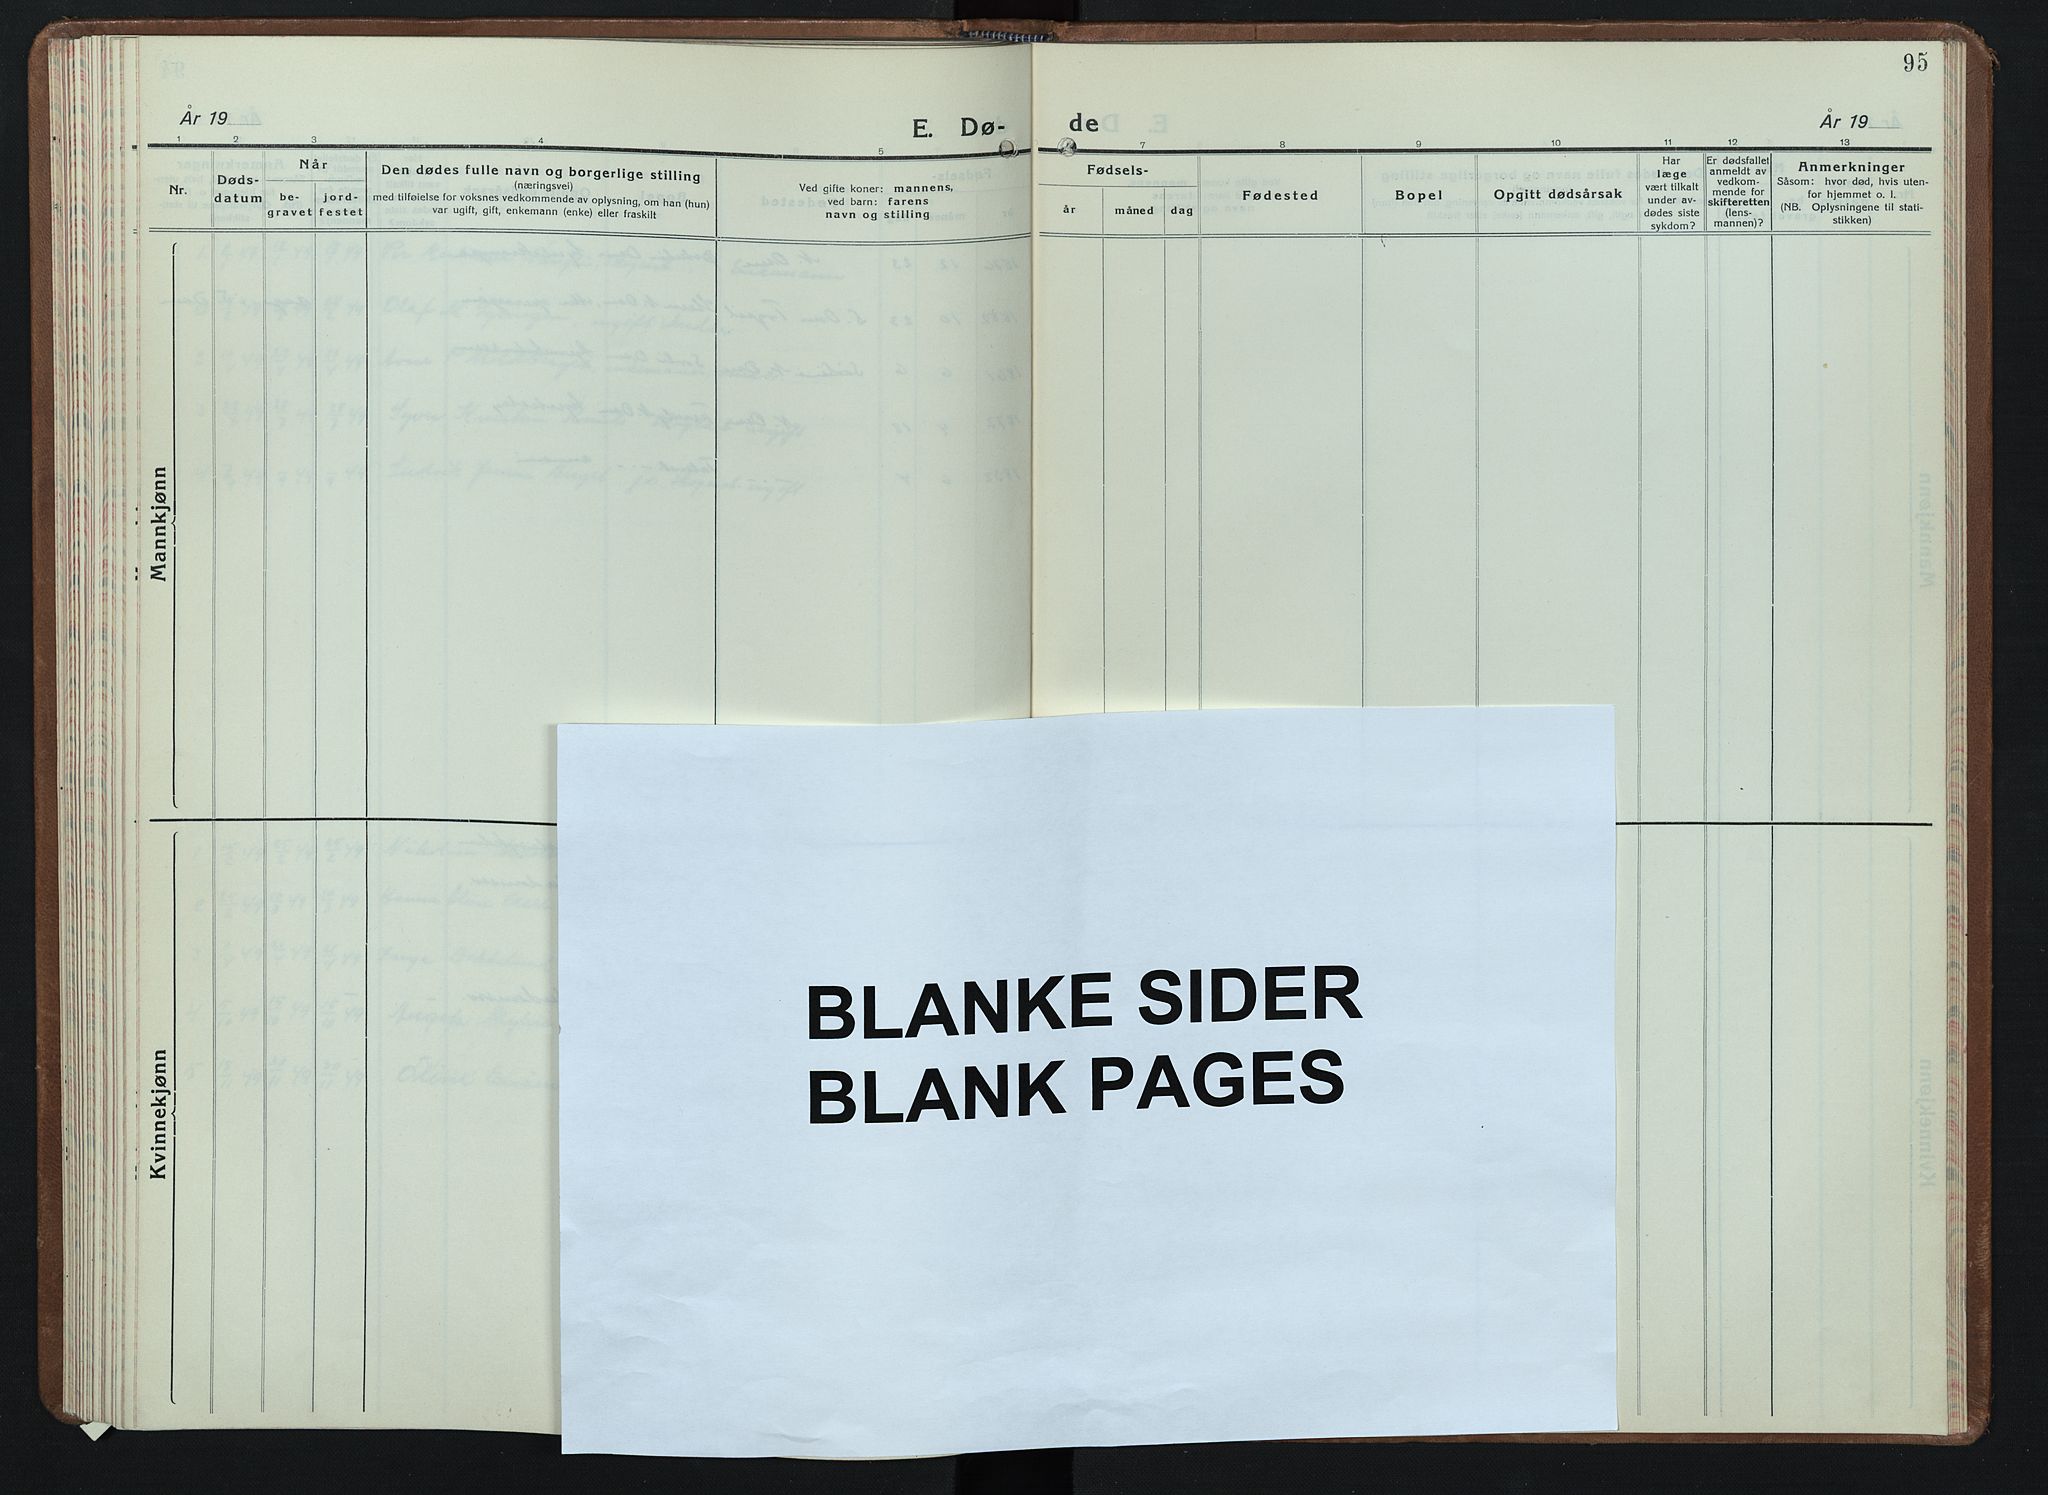 95
År 19
E. Dø-
de
År 19
1 2 3 4 5
7 8 9 10 11 12 13
Nr.
Døds-
datum
Når
be-
gravet
jord-
festet
Den dødes fulle navn og borgerlige stilling
(næringsvei)
med tilføielse for voksnes vedkommende av oplysning, om han (hun)
var ugift, gift, enkemann (enke) eller fraskilt
Ved gifte koner: mannens,
ved barn: farens
navn og stilling
Fødsels-
år
måned
dag
Fødested
Bopel
Opgitt dødsårsak
Har
læge
vært tilkalt
under av-
dødes siste
sykdom?
Er dødsfallet
anmeldt av
vedkom-
mende for
skifteretten
(lens-
mannen)?
Anmerkninger
Såsom: hvor død, hvis uten-
for hjemmet o. l.
(NB. Oplysningene til stati-
stikken)
Mannkjønn
Kvinnekjønn
BLANKE SIDER
BLANK PAGES